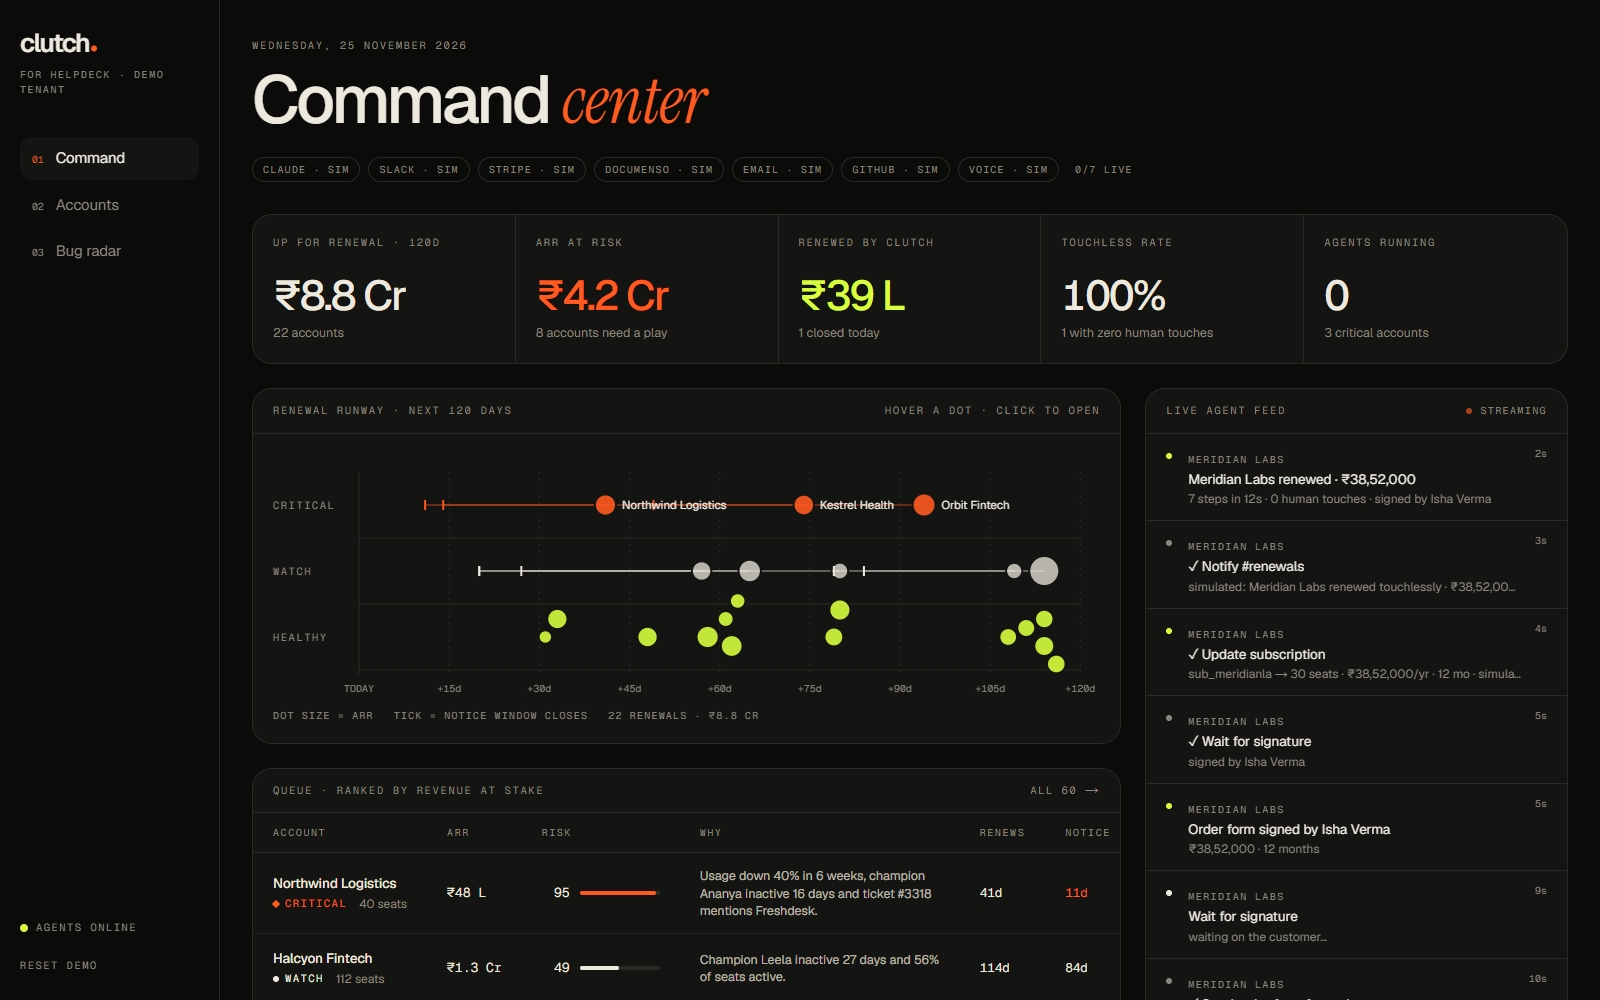 clutch.
FOR HELPDECK · DEMO
TENANT
01 Command
02 Accounts
03 Bug radar
AGENTS ONLINE
RESET DEMO
WEDNESDAY, 25 NOVEMBER 2026
Command center
CLAUDE · SIM
SLACK · SIM
STRIPE · SIM
DOCUMENSO · SIM
EMAIL · SIM
GITHUB · SIM
VOICE · SIM
0/7 LIVE
UP FOR RENEWAL · 120D
₹8.8 Cr
22 accounts
ARR AT RISK
₹4.2 Cr
8 accounts need a play
RENEWED BY CLUTCH
₹39 L
1 closed today
TOUCHLESS RATE
100%
1 with zero human touches
AGENTS RUNNING
0
3 critical accounts
RENEWAL RUNWAY · NEXT 120 DAYS
HOVER A DOT · CLICK TO OPEN
CRITICAL
Northwind Logistics
Kestrel Health
Orbit Fintech
WATCH
HEALTHY
TODAY
+15d
+30d
+45d
+60d
+75d
+90d
+105d
+120d
DOT SIZE = ARR
TICK = NOTICE WINDOW CLOSES
22 RENEWALS · ₹8.8 CR
QUEUE · RANKED BY REVENUE AT STAKE
ALL 60 →
ACCOUNT
ARR
RISK
WHY
RENEWS
NOTICE
Northwind Logistics
CRITICAL 40 seats
₹48 L
95
Usage down 40% in 6 weeks, champion
Ananya inactive 16 days and ticket #3318
mentions Freshdesk.
41d
11d
Halcyon Fintech
WATCH 112 seats
₹1.3 Cr
49
Champion Leela inactive 27 days and 56%
of seats active.
114d
84d
LIVE AGENT FEED
STREAMING
MERIDIAN LABS
2s
Meridian Labs renewed · ₹38,52,000
7 steps in 12s · 0 human touches · signed by Isha Verma
MERIDIAN LABS
3s
✓ Notify #renewals
simulated: Meridian Labs renewed touchlessly · ₹38,52,00…
MERIDIAN LABS
4s
✓ Update subscription
sub_meridianla → 30 seats · ₹38,52,000/yr · 12 mo · simula…
MERIDIAN LABS
5s
✓ Wait for signature
signed by Isha Verma
MERIDIAN LABS
5s
Order form signed by Isha Verma
₹38,52,000 · 12 months
MERIDIAN LABS
9s
Wait for signature
waiting on the customer…
MERIDIAN LABS
10s